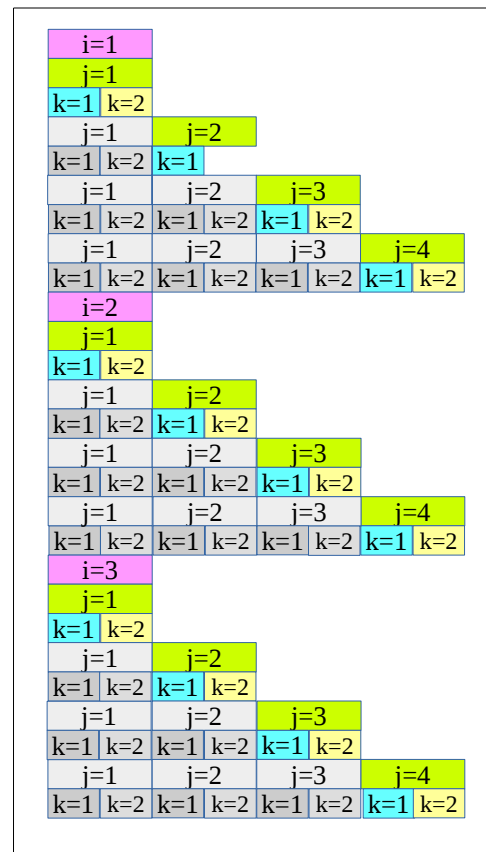 i=1
j=1
k=1 k=2
j=1 j=2
k=1 k=2 k=1
j=1 j=2 j=3
k=1 k=2 k=1 k=2 k=1 k=2
j=1 j=2 j=3 j=4
k=1 k=2 k=1 k=2 k=1 k=2 k=1 k=2
i=2
j=1
k=1 k=2
j=1 j=2
k=1 k=2 k=1 k=2
j=1 j=2 j=3
k=1 k=2 k=1 k=2 k=1 k=2
j=1 j=2 j=3 j=4
k=1 k=2 k=1 k=2 k=1 k=2 k=1 k=2
i=3
j=1
k=1 k=2
j=1 j=2
k=1 k=2 k=1 k=2
j=1 j=2 j=3
k=1 k=2 k=1 k=2 k=1 k=2
j=1 j=2 j=3 j=4
k=1 k=2 k=1 k=2 k=1 k=2 k=1 k=2